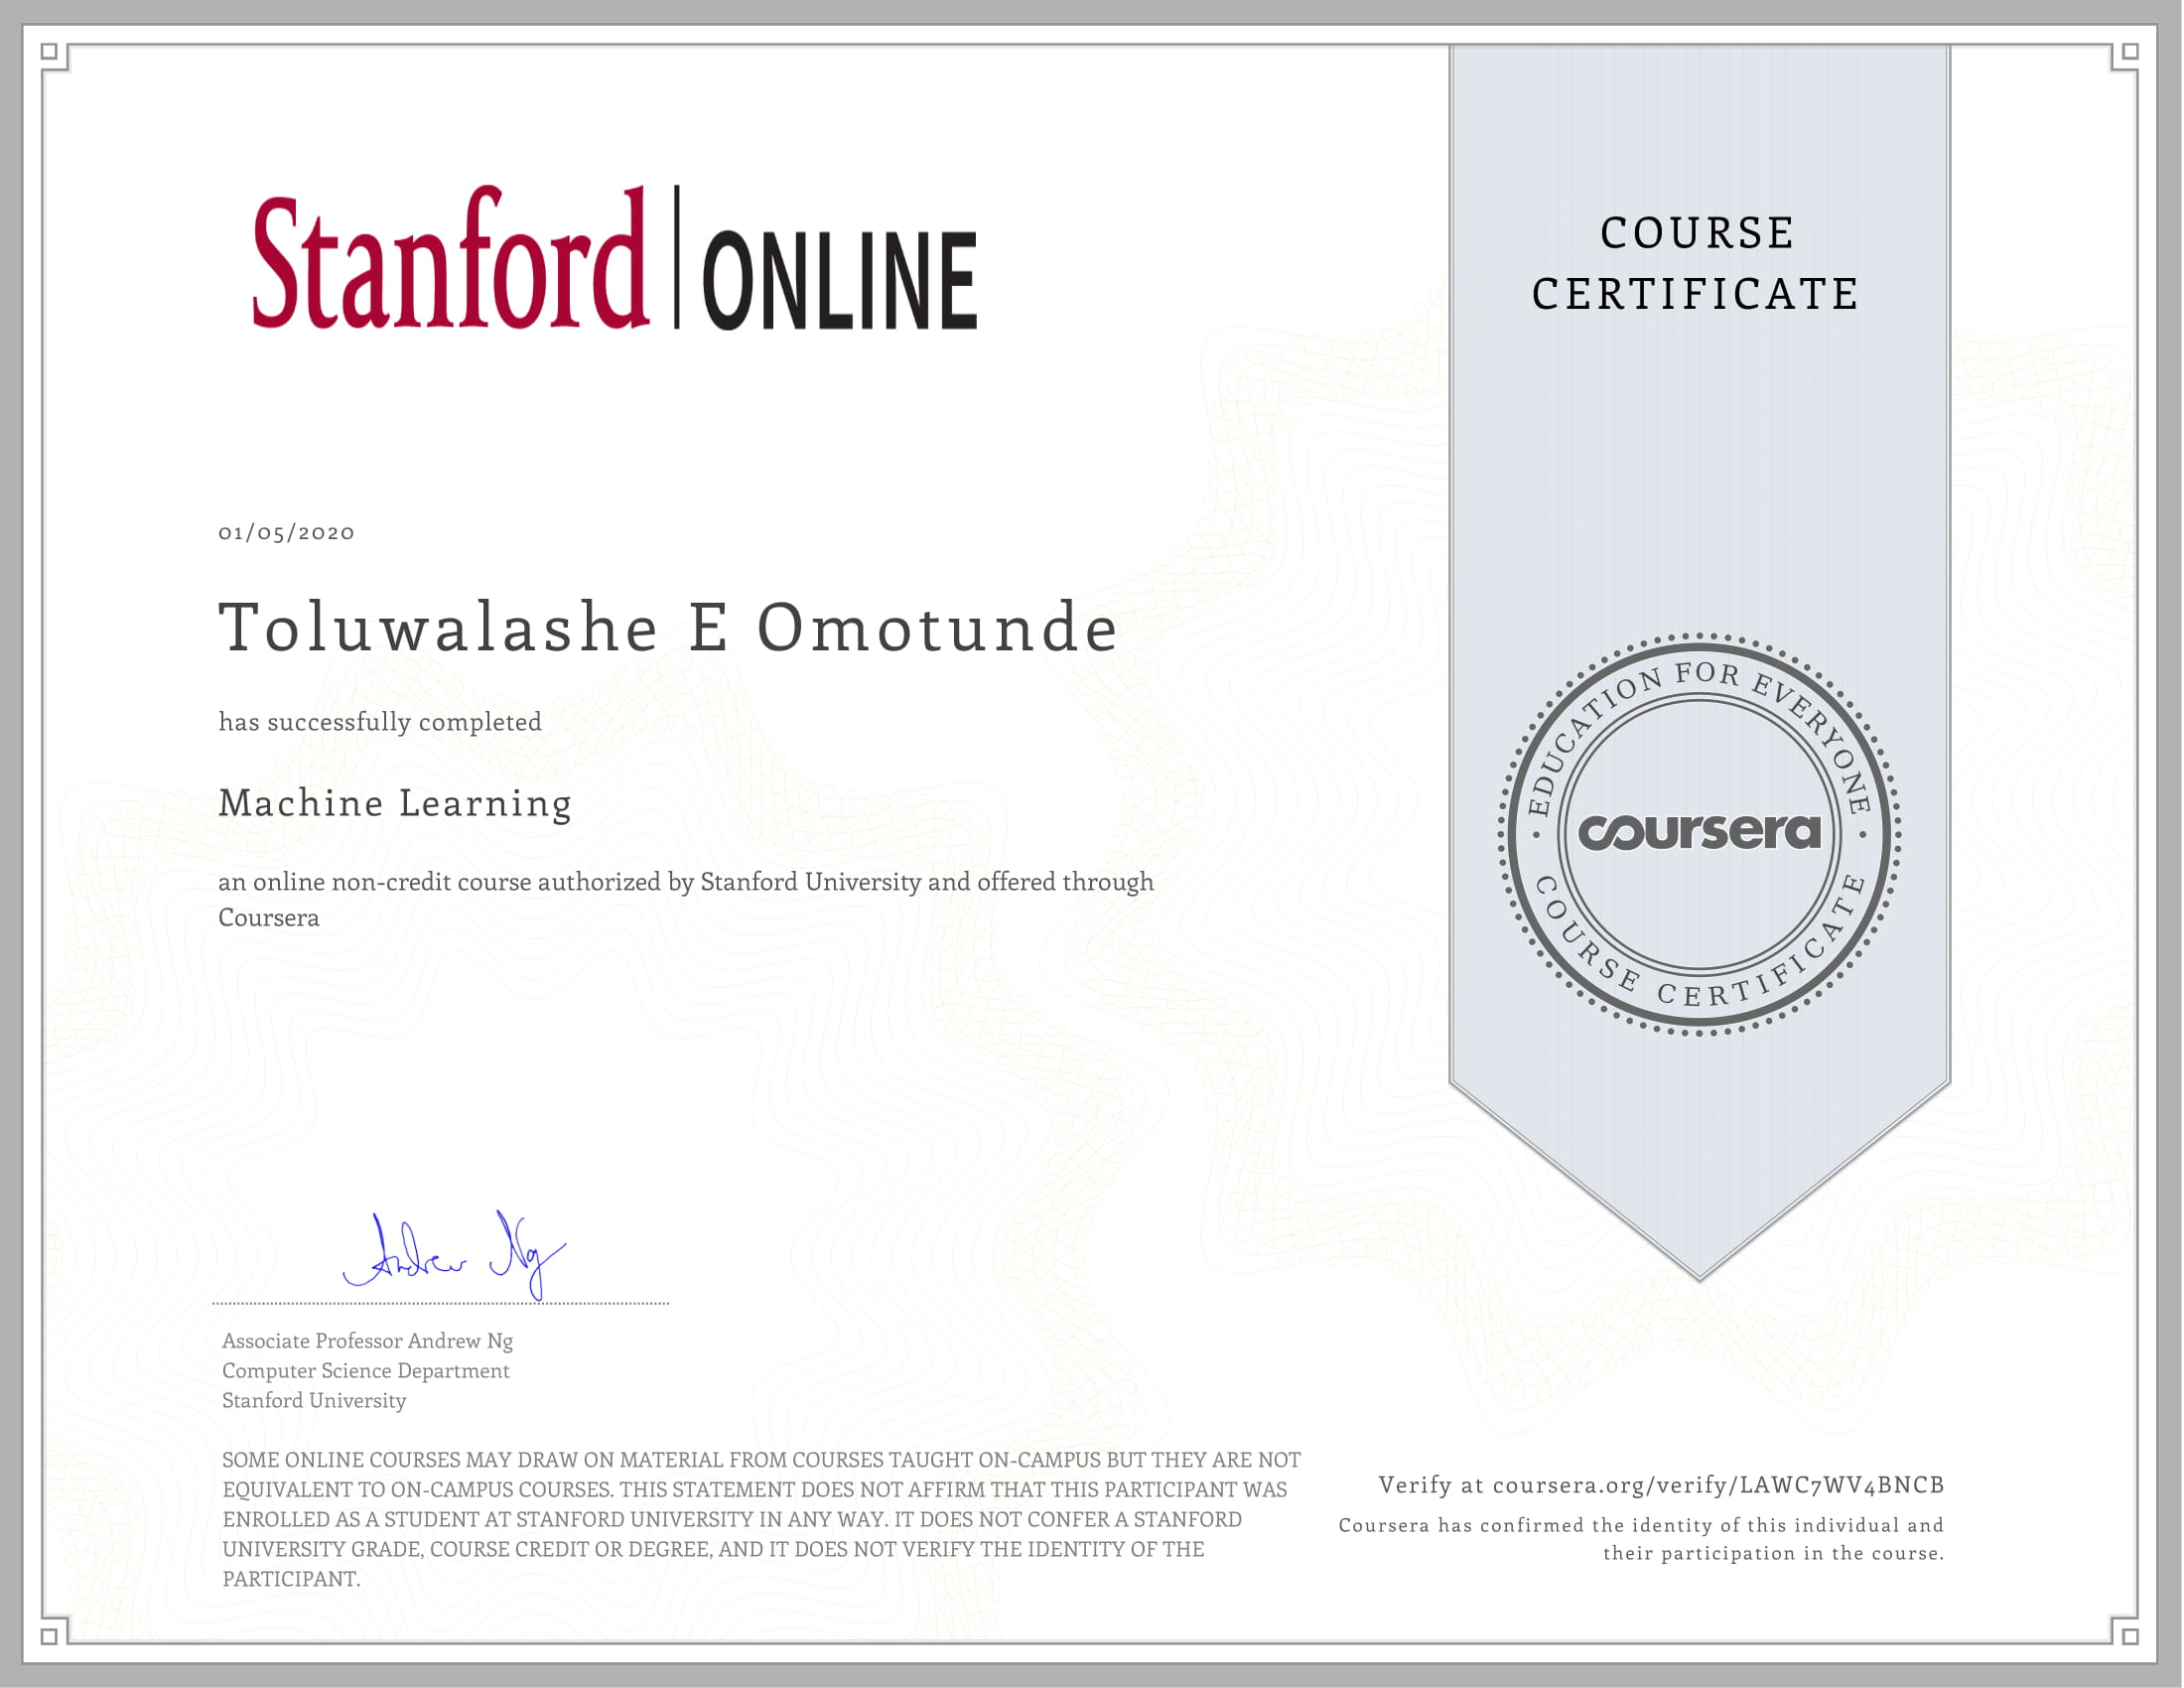 Stanford | ONLINE
COURSE
CERTIFICATE
01/05/2020
Toluwalashe E Omotunde
has successfully completed
Machine Learning
an online non-credit course authorized by Stanford University and offered through
Coursera
EDUCATION FOR EVERYONE
coursera
COURSE CERTIFICATE
Andrew Ng
Associate Professor Andrew Ng
Computer Science Department
Stanford University
SOME ONLINE COURSES MAY DRAW ON MATERIAL FROM COURSES TAUGHT ON-CAMPUS BUT THEY ARE NOT
EQUIVALENT TO ON-CAMPUS COURSES. THIS STATEMENT DOES NOT AFFIRM THAT THIS PARTICIPANT WAS
ENROLLED AS A STUDENT AT STANFORD UNIVERSITY IN ANY WAY. IT DOES NOT CONFER A STANFORD
UNIVERSITY GRADE, COURSE CREDIT OR DEGREE, AND IT DOES NOT VERIFY THE IDENTITY OF THE
PARTICIPANT.
Verify at coursera.org/verify/LAWC7WV4BNCB
Coursera has confirmed the identity of this individual and
their participation in the course.